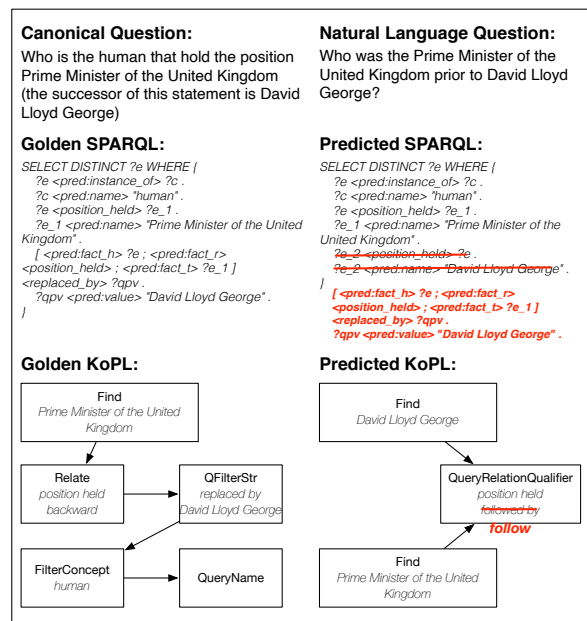 Canonical Question:
Who is the human that hold the position
Prime Minister of the United Kingdom
(the successor of this statement is David
Lloyd George)
Golden SPARQL:
SELECT DISTINCT ?e WHERE {
?e <pred:instance_of> ?c .
?c <pred:name> "human" .
?e <position_held> ?e_1 .
?e_1 <pred:name> "Prime Minister of the United
Kingdom" .
[ <pred:fact_h> ?e ; <pred:fact_r>
<position_held> ; <pred:fact_t> ?e_1 ]
<replaced_by> ?qpv .
?qpv <pred:value> "David Lloyd George" .
}
Golden KoPL:
Find
Prime Minister of the United
Kingdom
Relate
position held
backward
QFilterStr
replaced by
David Lloyd George
FilterConcept
human
QueryName
Natural Language Question:
Who was the Prime Minister of the
United Kingdom prior to David Lloyd
George?
Predicted SPARQL:
SELECT DISTINCT ?e WHERE {
?e <pred:instance_of> ?c .
?c <pred:name> "human" .
?e <position_held> ?e_1 .
?e_1 <pred:name> "Prime Minister of the
United Kingdom" .
?e_2 <position_held> ?e .
?e_2 <pred:name> "David Lloyd George" .
}
[ <pred:fact_h> ?e ; <pred:fact_r>
<position_held> ; <pred:fact_t> ?e_1 ]
<replaced_by> ?qpv .
?qpv <pred:value> "David Lloyd George" .
Predicted KoPL:
Find
David Lloyd George
QueryRelationQualifier
position held
followed by
follow
Find
Prime Minister of the United
Kingdom